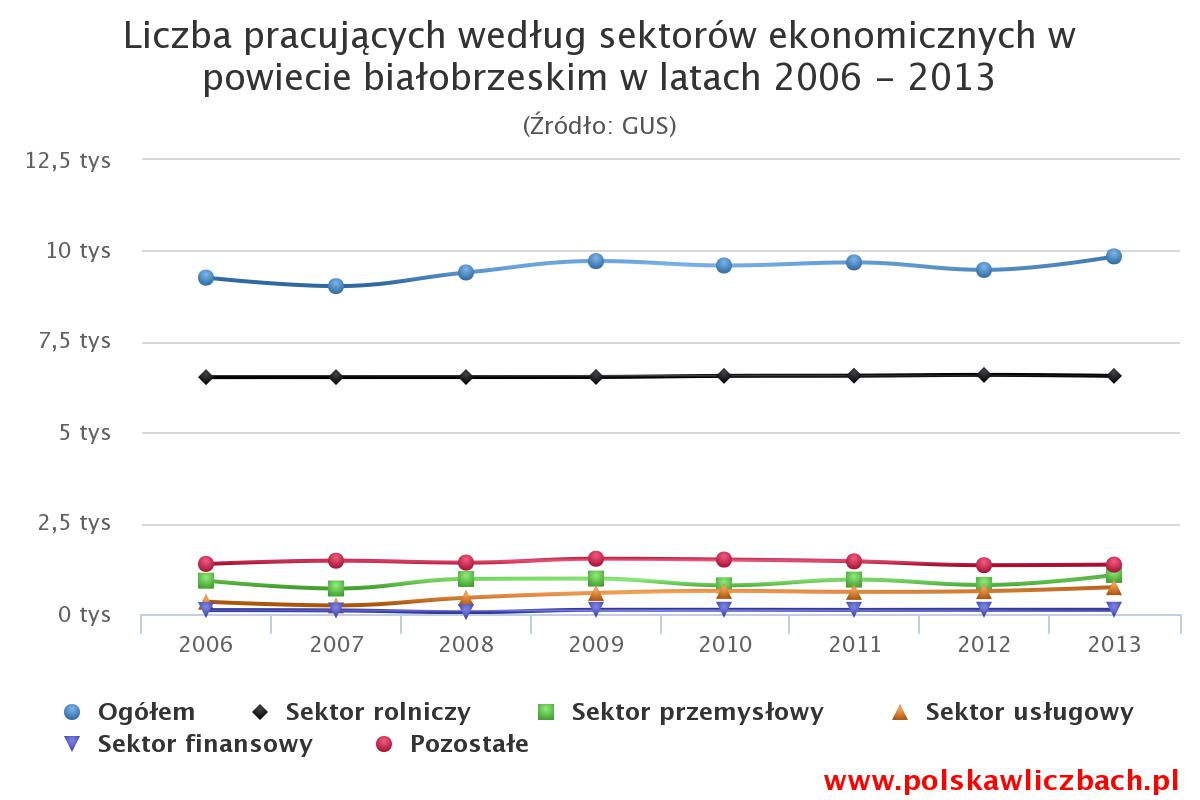 Liczba pracujących według sektorów ekonomicznych w
powiecie białobrzeskim w latach 2006 – 2013
(Źródło: GUS)
12,5 tys
10 tys
7,5 tys
5 tys
2,5 tys
0 tys
2006 2007 2008 2009 2010 2011 2012 2013
Ogółem Sektor rolniczy Sektor przemysłowy Sektor usługowy
Sektor finansowy Pozostałe
www.polskawliczbach.pl